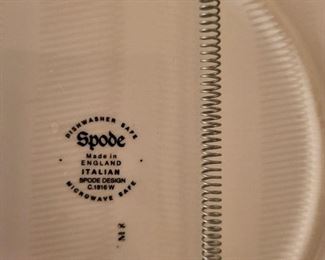 DISHWASHER SAFE
Spode
Made in
ENGLAND
ITALIAN
SPODE DESIGN
C.1816 W
MICROWAVE SAFE